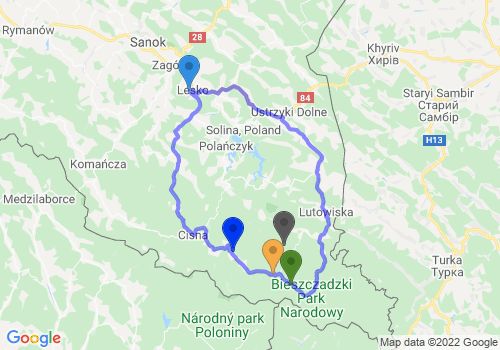 Rymanów
Sanok
28
Khyriv
Хирів
Zagó
Lesko
84
Staryi Sambir
Старий
Самбір
Ustrzyki Dolne
Solina, Poland
H13
Polańczyk
Komańcza
Medzilaborce
Lutowiska
Cisna
Turka
Турка
Bieszczadzki
Park
Narodowy
Národný park
Poloniny
Google
Map data ©2022 Google